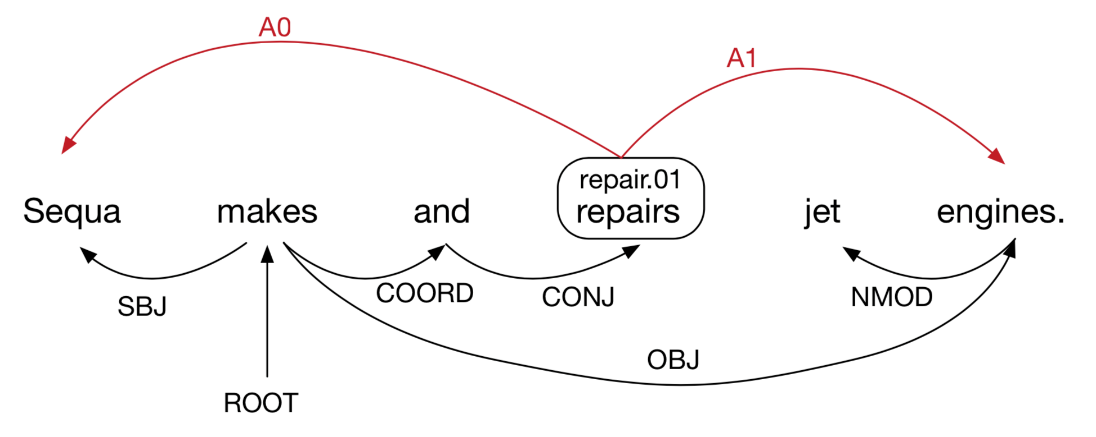 A0
A1
repair.01
Sequa makes and repairs jet engines.
SBJ
COORD
CONJ
NMOD
OBJ
ROOT